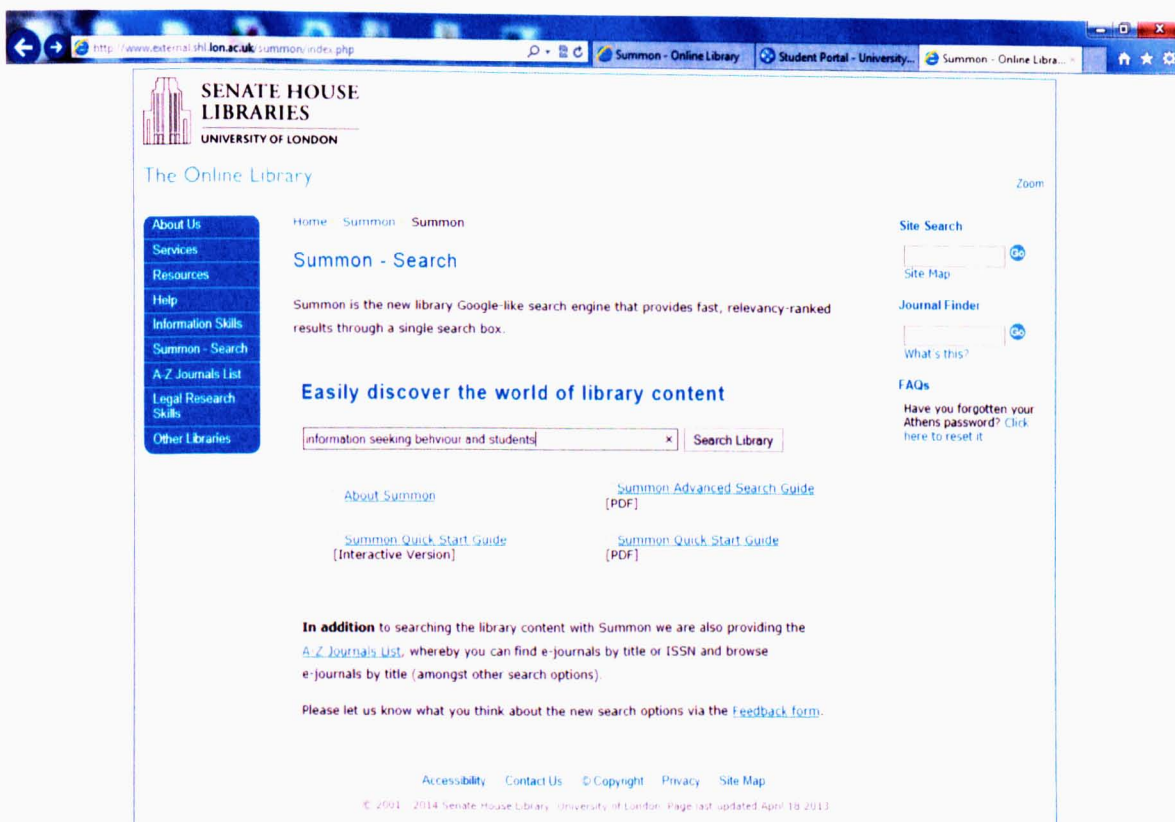 http://www.external.shl.lon.ac.uk/summon/index.php
Summon - Online Library
Student Portal - University...
Summon - Online Libra...
SENATE HOUSE
LIBRARIES
UNIVERSITY OF LONDON
The Online Library
Zoom
About Us
Services
Resources
Help
Information Skills
Summon - Search
A-Z Journals List
Legal Research
Skills
Other Libraries
Home Summon Summon
Summon - Search
Summon is the new library Google-like search engine that provides fast, relevancy-ranked
results through a single search box.
Easily discover the world of library content
information seeking behviour and students
×
Search Library
About Summon
Summon Advanced Search Guide
[PDF]
Summon Quick Start Guide
[Interactive Version]
Summon Quick Start Guide
[PDF]
In addition to searching the library content with Summon we are also providing the
A-Z Journals List, whereby you can find e-journals by title or ISSN and browse
e-journals by title (amongst other search options).
Please let us know what you think about the new search options via the Feedback form.
Site Search
Go
Site Map
Journal Finder
Go
What's this?
FAQs
Have you forgotten your
Athens password? Click
here to reset it
Accessibility Contact Us © Copyright Privacy Site Map
© 2001 - 2014 Senate House Library, University of London. Page last updated April 18 2013